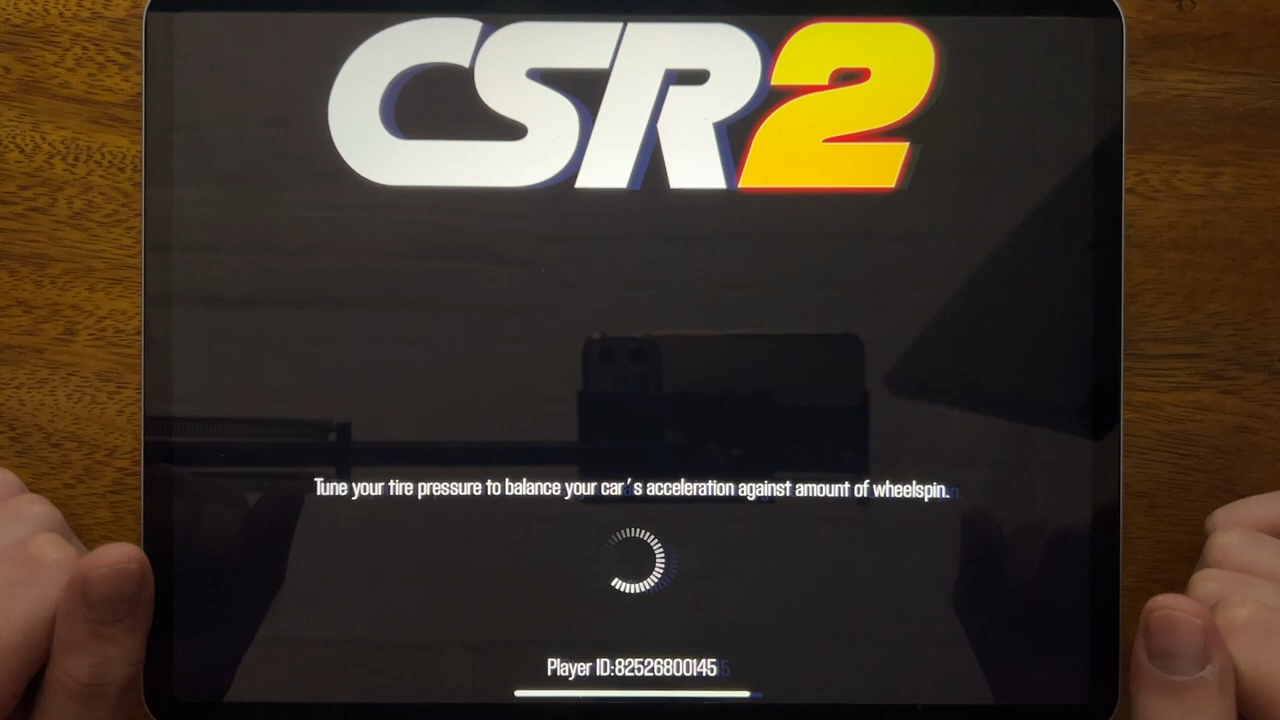 CSR2
Tune your tire pressure to balance your car's acceleration against amount of wheelspin.
Player ID:82526800145